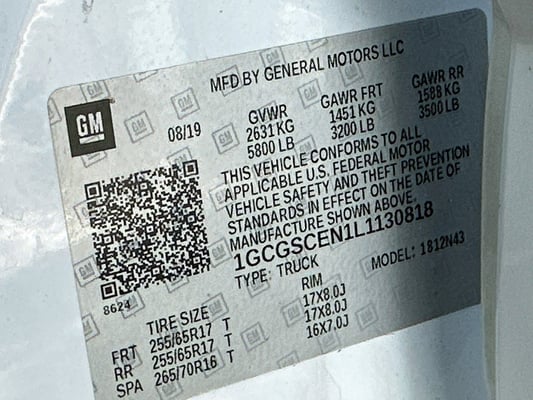 MFD BY GENERAL MOTORS LLC
GM
08/19
GVWR GAWR FRT GAWR RR
2631 KG 1451 KG 1588 KG
5800 LB 3200 LB 3500 LB
THIS VEHICLE CONFORMS TO ALL
APPLICABLE U.S. FEDERAL MOTOR
VEHICLE SAFETY AND THEFT PREVENTION
STANDARDS IN EFFECT ON THE DATE OF
MANUFACTURE SHOWN ABOVE.
1GCGSCEN1L1130818
TYPE: TRUCK MODEL: 1812N43
8624
TIRE SIZE RIM
FRT 255/65R17 T 17X8.0J
RR 255/65R17 T 17X8.0J
SPA 265/70R16 T 16X7.0J